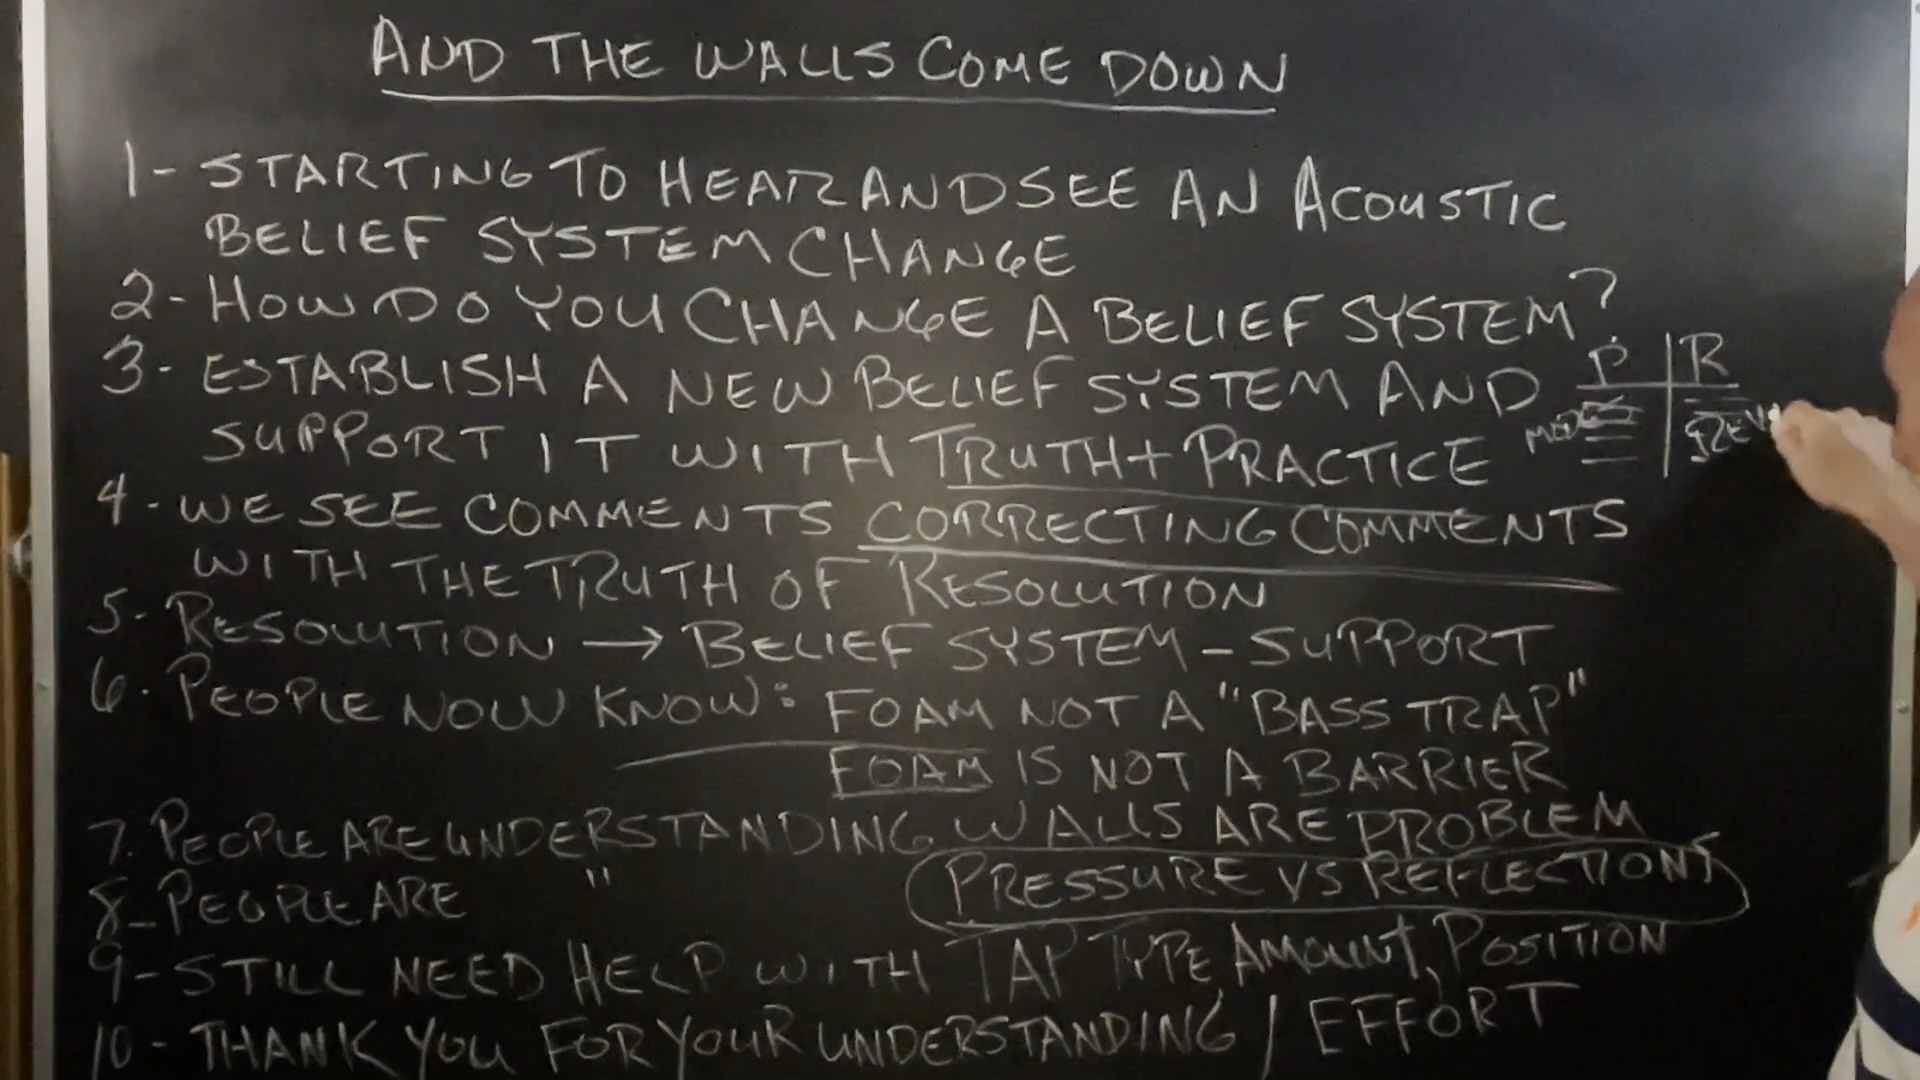 AND THE WALLS COME DOWN
1- STARTING TO HEAR AND SEE AN ACOUSTIC
BELIEF SYSTEM CHANGE
2- HOW DO YOU CHANGE A BELIEF SYSTEM?
3- ESTABLISH A NEW BELIEF SYSTEM AND
SUPPORT IT WITH TRUTH + PRACTICE
P R
4- WE SEE COMMENTS CORRECTING COMMENTS
WITH THE TRUTH OF RESOLUTION
5- RESOLUTION → BELIEF SYSTEM - SUPPORT
6. PEOPLE NOW KNOW: FOAM NOT A "BASS TRAP"
FOAM IS NOT A BARRIER
7. PEOPLE ARE UNDERSTANDING WALLS ARE PROBLEM
8- PEOPLE ARE " PRESSURE VS REFLECTIONS
9- STILL NEED HELP WITH TAP TYPE, AMOUNT, POSITION
10- THANK YOU FOR YOUR UNDERSTANDING / EFFORT